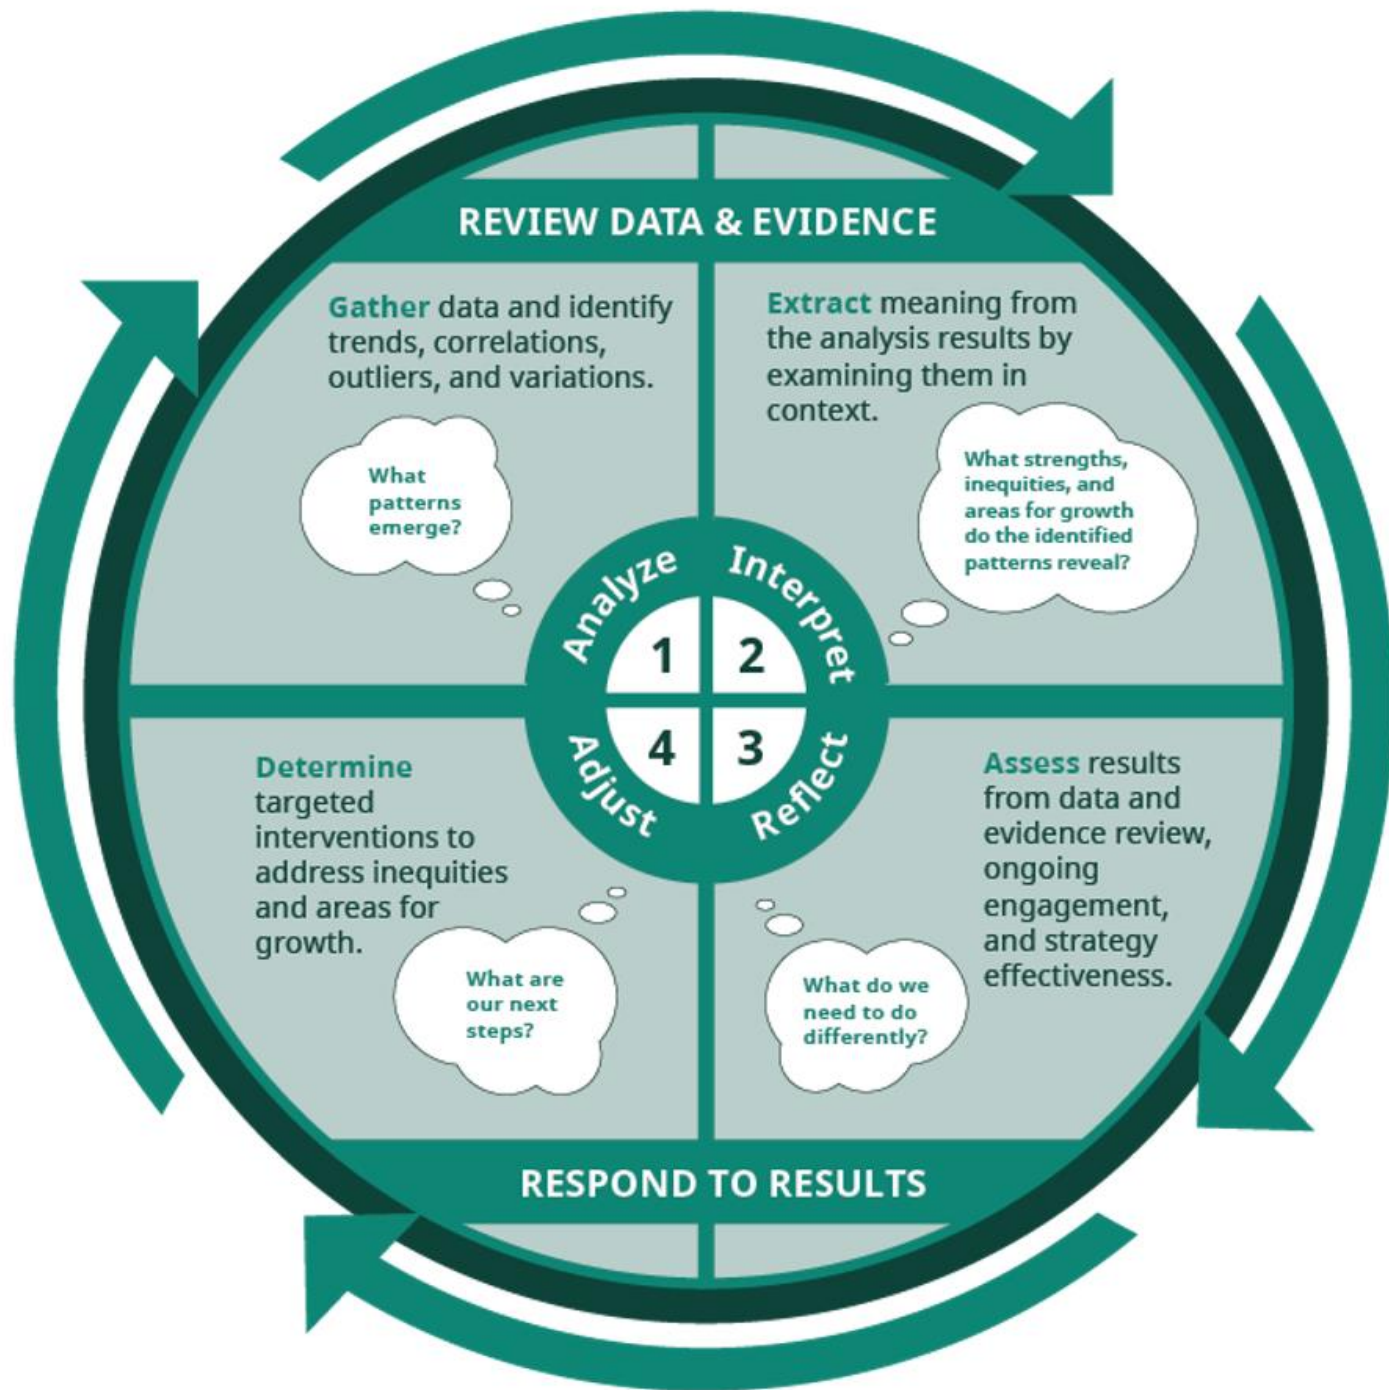 REVIEW DATA & EVIDENCE
Gather data and identify
trends, correlations,
outliers, and variations.
What
patterns
emerge?
Extract meaning from
the analysis results by
examining them in
context.
What strengths,
inequities, and
areas for growth
do the identified
patterns reveal?
Analyze
Interpret
1
2
4
3
Adjust
Reflect
Assess results
from data and
evidence review,
ongoing
engagement,
and strategy
effectiveness.
What do we
need to do
differently?
Determine
targeted
interventions to
address inequities
and areas for
growth.
What are
our next
steps?
RESPOND TO RESULTS